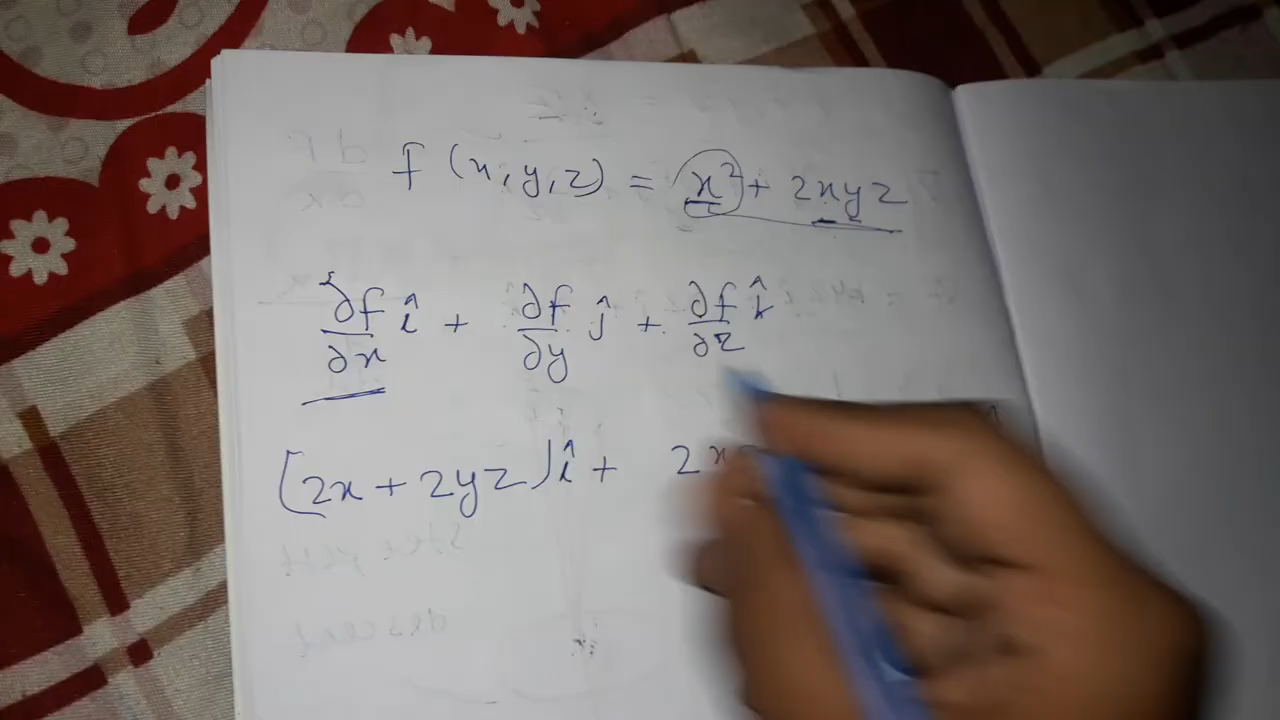 f (x, y, z) = x² + 2xyz
∂f/∂x î + ∂f/∂y ĵ + ∂f/∂z k̂
(2x + 2yz) î + 2x